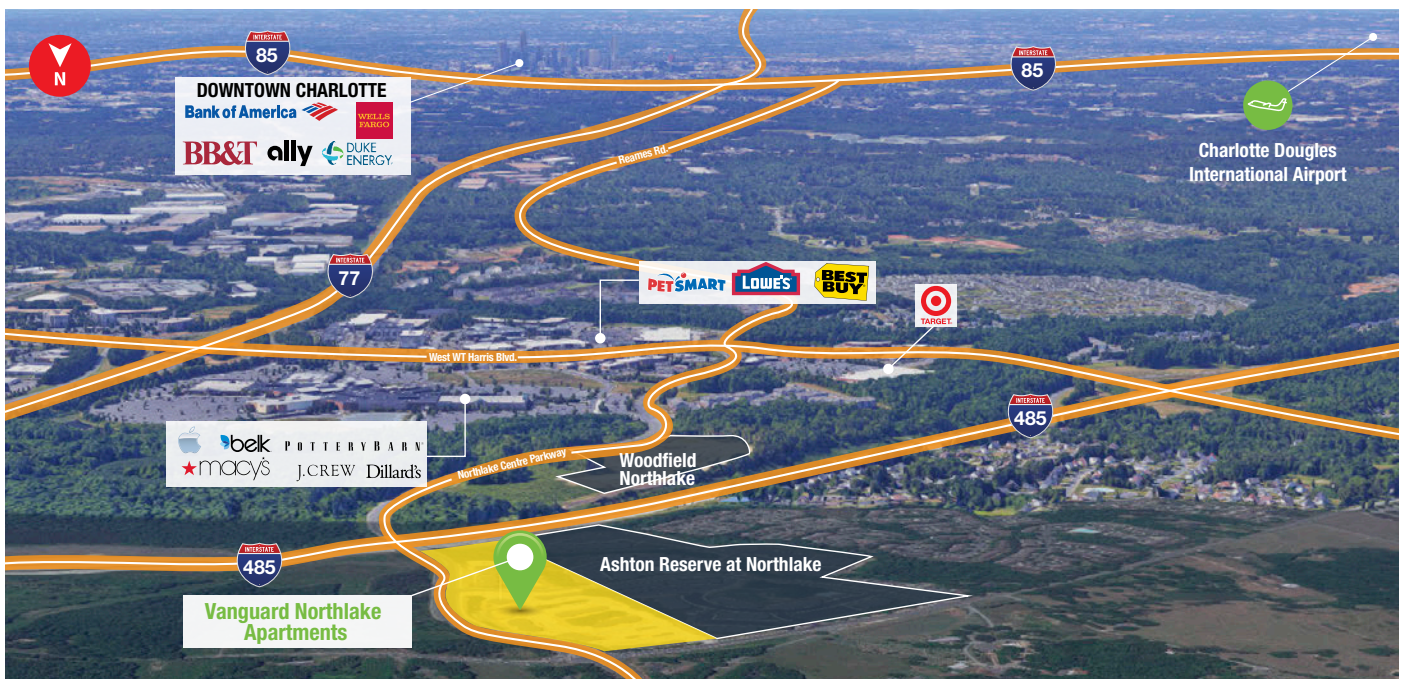 N
INTERSTATE
85
DOWNTOWN CHARLOTTE
Bank of America
WELLS
FARGO
BB&T
ally
DUKE
ENERGY
INTERSTATE
85
Charlotte Dougles
International Airport
Reames Rd.
INTERSTATE
77
PETSMART
LOWE'S
BEST
BUY
TARGET
West WT Harris Blvd.
INTERSTATE
485
belk
POTTERYBARN
macy's
J.CREW
Dillard's
Northlake Centre Parkway
Woodfield
Northlake
INTERSTATE
485
Ashton Reserve at Northlake
Vanguard Northlake
Apartments